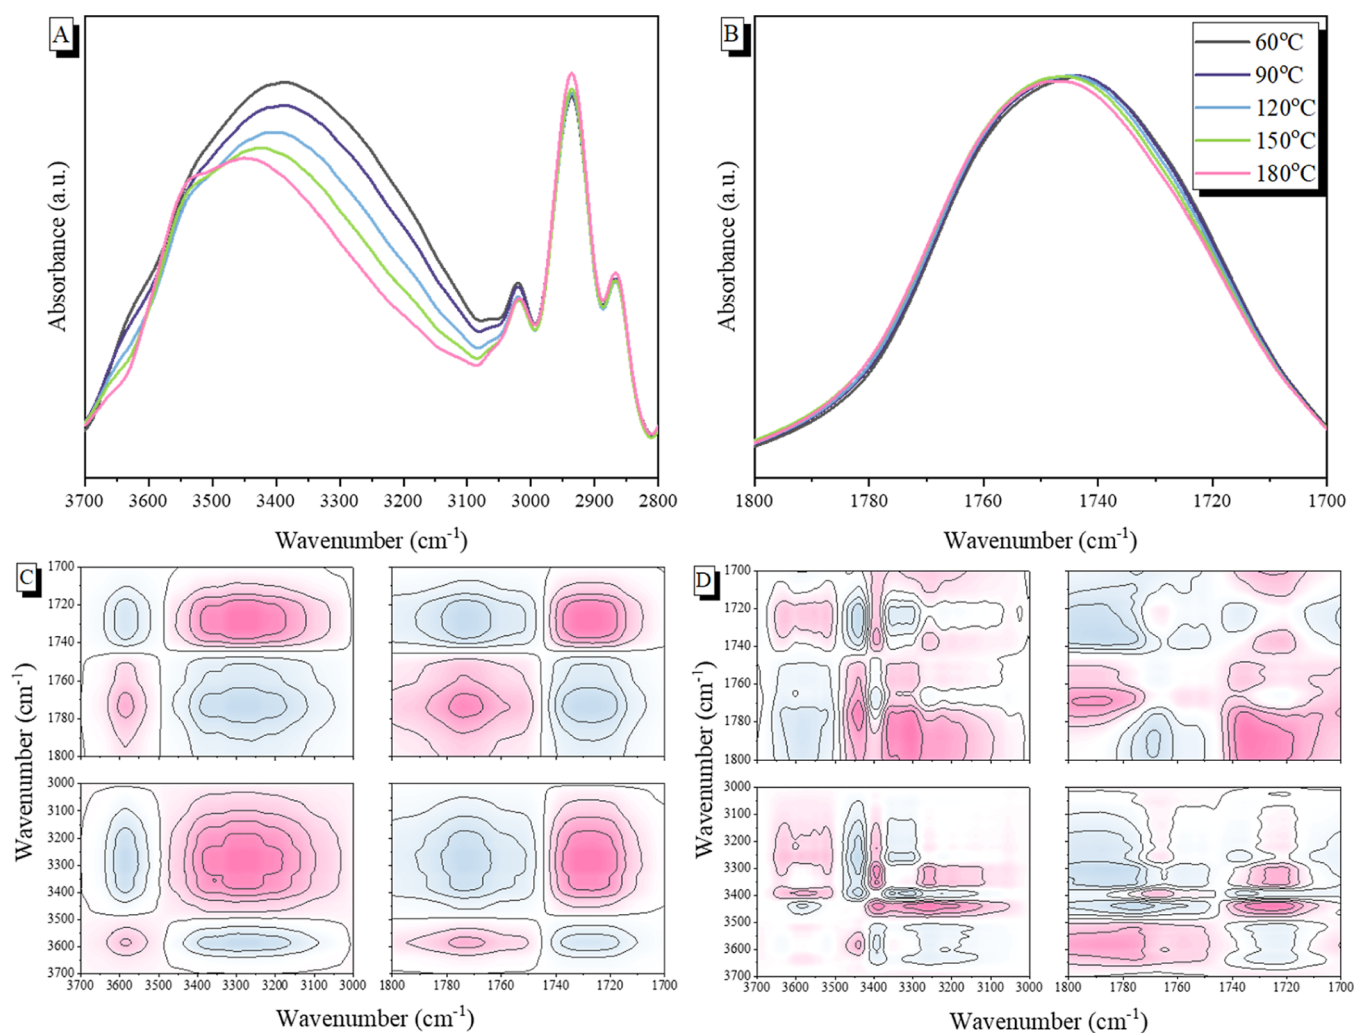 A
Absorbance (a.u.)
3700 3600 3500 3400 3300 3200 3100 3000 2900 2800
Wavenumber (cm-1)
B
60°C
90°C
120°C
150°C
180°C
Absorbance (a.u.)
1800 1780 1760 1740 1720 1700
Wavenumber (cm-1)
C
Wavenumber (cm-1)
1700
1720
1740
1760
1780
1800
3000
3100
3200
3300
3400
3500
3600
3700
3700 3600 3500 3400 3300 3200 3100 3000
1800 1780 1760 1740 1720 1700
Wavenumber (cm-1)
D
Wavenumber (cm-1)
1700
1720
1740
1760
1780
1800
3000
3100
3200
3300
3400
3500
3600
3700
3700 3600 3500 3400 3300 3200 3100 3000
1800 1780 1760 1740 1720 1700
Wavenumber (cm-1)